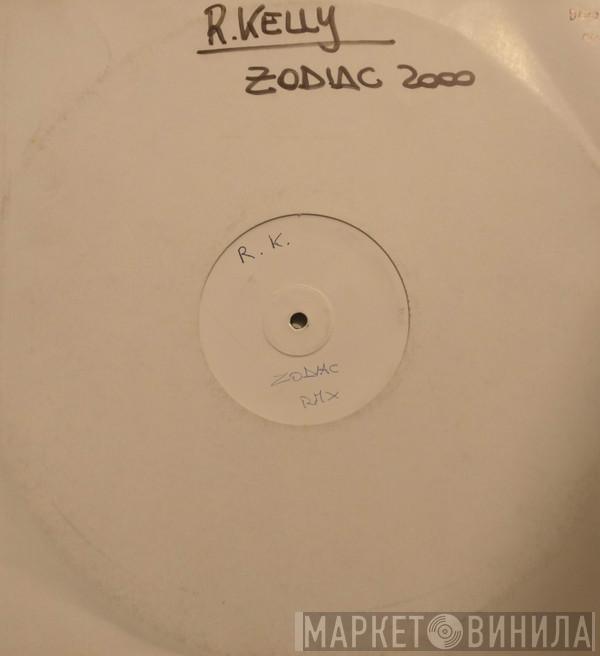 R.KELLY
ZODIAC 2000
R.K.
ZODIAC
RMX
МАРКЕТ ВИНИЛА